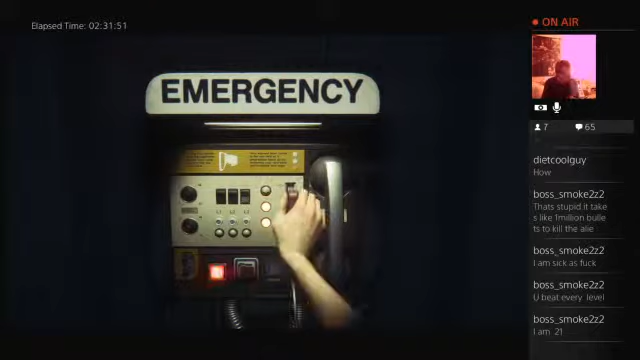 Elapsed Time: 02:31:51
EMERGENCY
ON AIR
7
65
dietcoolguy
How
boss_smoke2z2
Thats stupid it take
s like 1million bulle
ts to kill the alie
boss_smoke2z2
I am sick as fuck
boss_smoke2z2
U beat every level
boss_smoke2z2
I am 21